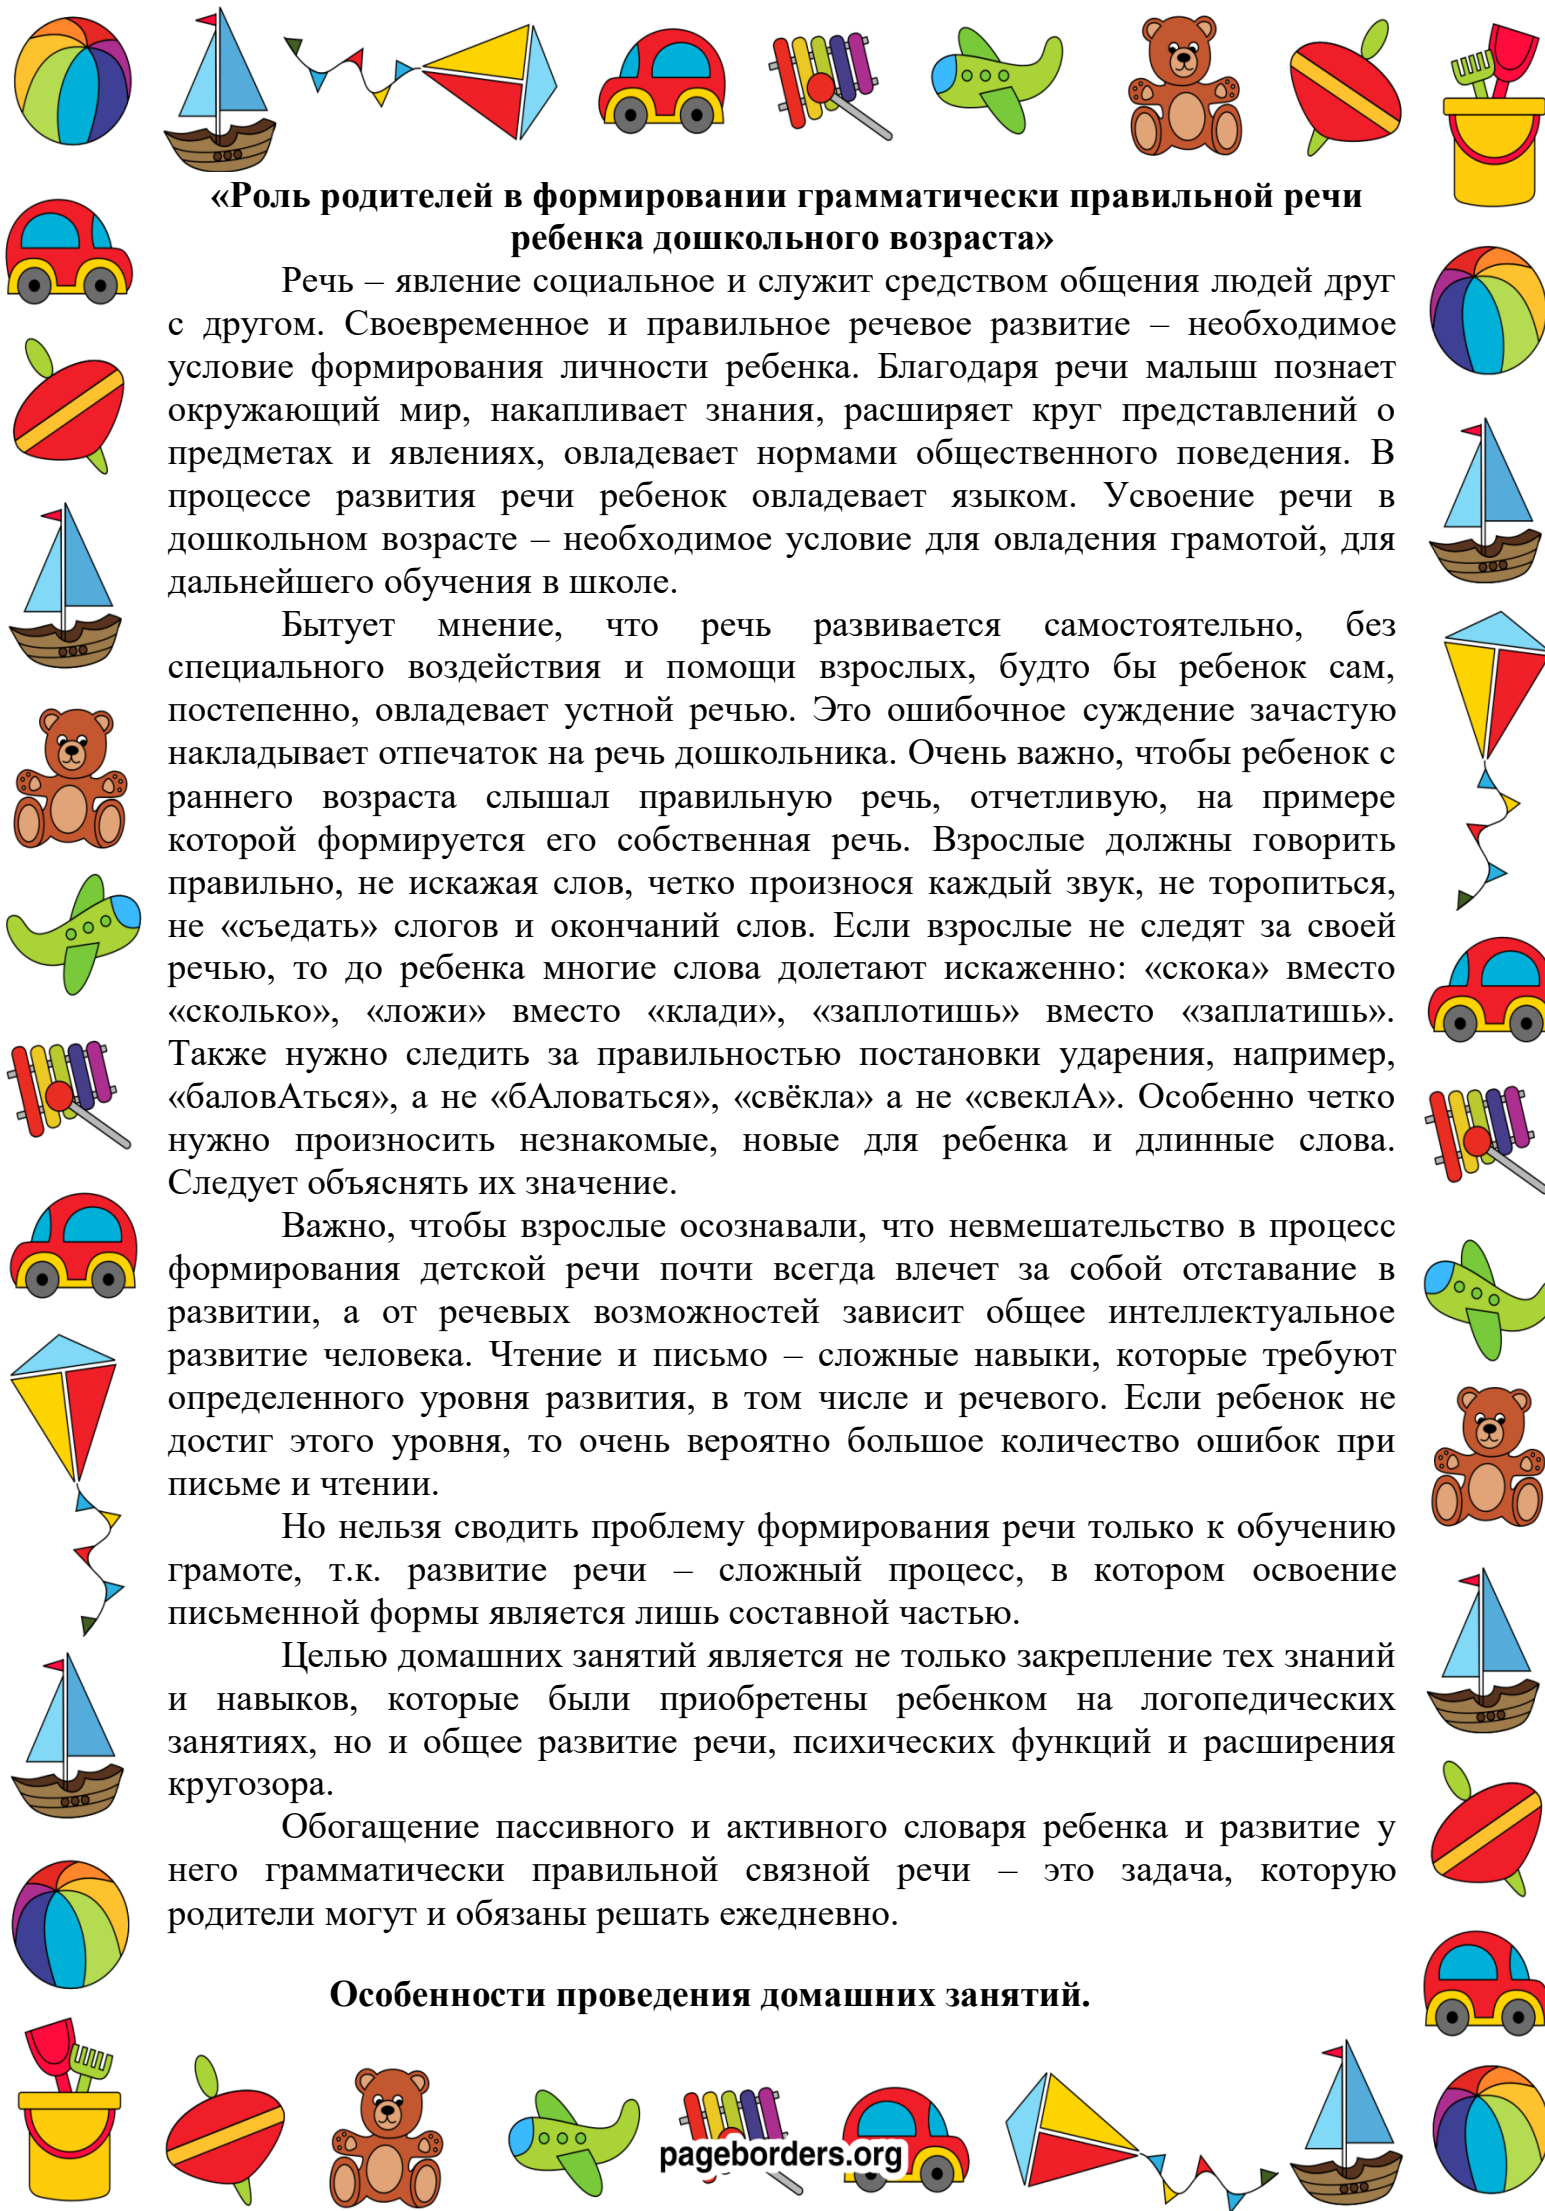 «Роль родителей в формировании грамматически правильной речи
ребенка дошкольного возраста»
Речь – явление социальное и служит средством общения людей друг
с другом. Своевременное и правильное речевое развитие – необходимое
условие формирования личности ребенка. Благодаря речи малыш познает
окружающий мир, накапливает знания, расширяет круг представлений о
предметах и явлениях, овладевает нормами общественного поведения. В
процессе развития речи ребенок овладевает языком. Усвоение речи в
дошкольном возрасте – необходимое условие для овладения грамотой, для
дальнейшего обучения в школе.
Бытует мнение, что речь развивается самостоятельно, без
специального воздействия и помощи взрослых, будто бы ребенок сам,
постепенно, овладевает устной речью. Это ошибочное суждение зачастую
накладывает отпечаток на речь дошкольника. Очень важно, чтобы ребенок с
раннего возраста слышал правильную речь, отчетливую, на примере
которой формируется его собственная речь. Взрослые должны говорить
правильно, не искажая слов, четко произнося каждый звук, не торопиться,
не «съедать» слогов и окончаний слов. Если взрослые не следят за своей
речью, то до ребенка многие слова долетают искаженно: «скока» вместо
«сколько», «ложи» вместо «клади», «заплотишь» вместо «заплатишь».
Также нужно следить за правильностью постановки ударения, например,
«баловАться», а не «бАловаться», «свёкла» а не «свеклА». Особенно четко
нужно произносить незнакомые, новые для ребенка и длинные слова.
Следует объяснять их значение.
Важно, чтобы взрослые осознавали, что невмешательство в процесс
формирования детской речи почти всегда влечет за собой отставание в
развитии, а от речевых возможностей зависит общее интеллектуальное
развитие человека. Чтение и письмо – сложные навыки, которые требуют
определенного уровня развития, в том числе и речевого. Если ребенок не
достиг этого уровня, то очень вероятно большое количество ошибок при
письме и чтении.
Но нельзя сводить проблему формирования речи только к обучению
грамоте, т.к. развитие речи – сложный процесс, в котором освоение
письменной формы является лишь составной частью.
Целью домашних занятий является не только закрепление тех знаний
и навыков, которые были приобретены ребенком на логопедических
занятиях, но и общее развитие речи, психических функций и расширения
кругозора.
Обогащение пассивного и активного словаря ребенка и развитие у
него грамматически правильной связной речи – это задача, которую
родители могут и обязаны решать ежедневно.
Особенности проведения домашних занятий.
pageborders.org